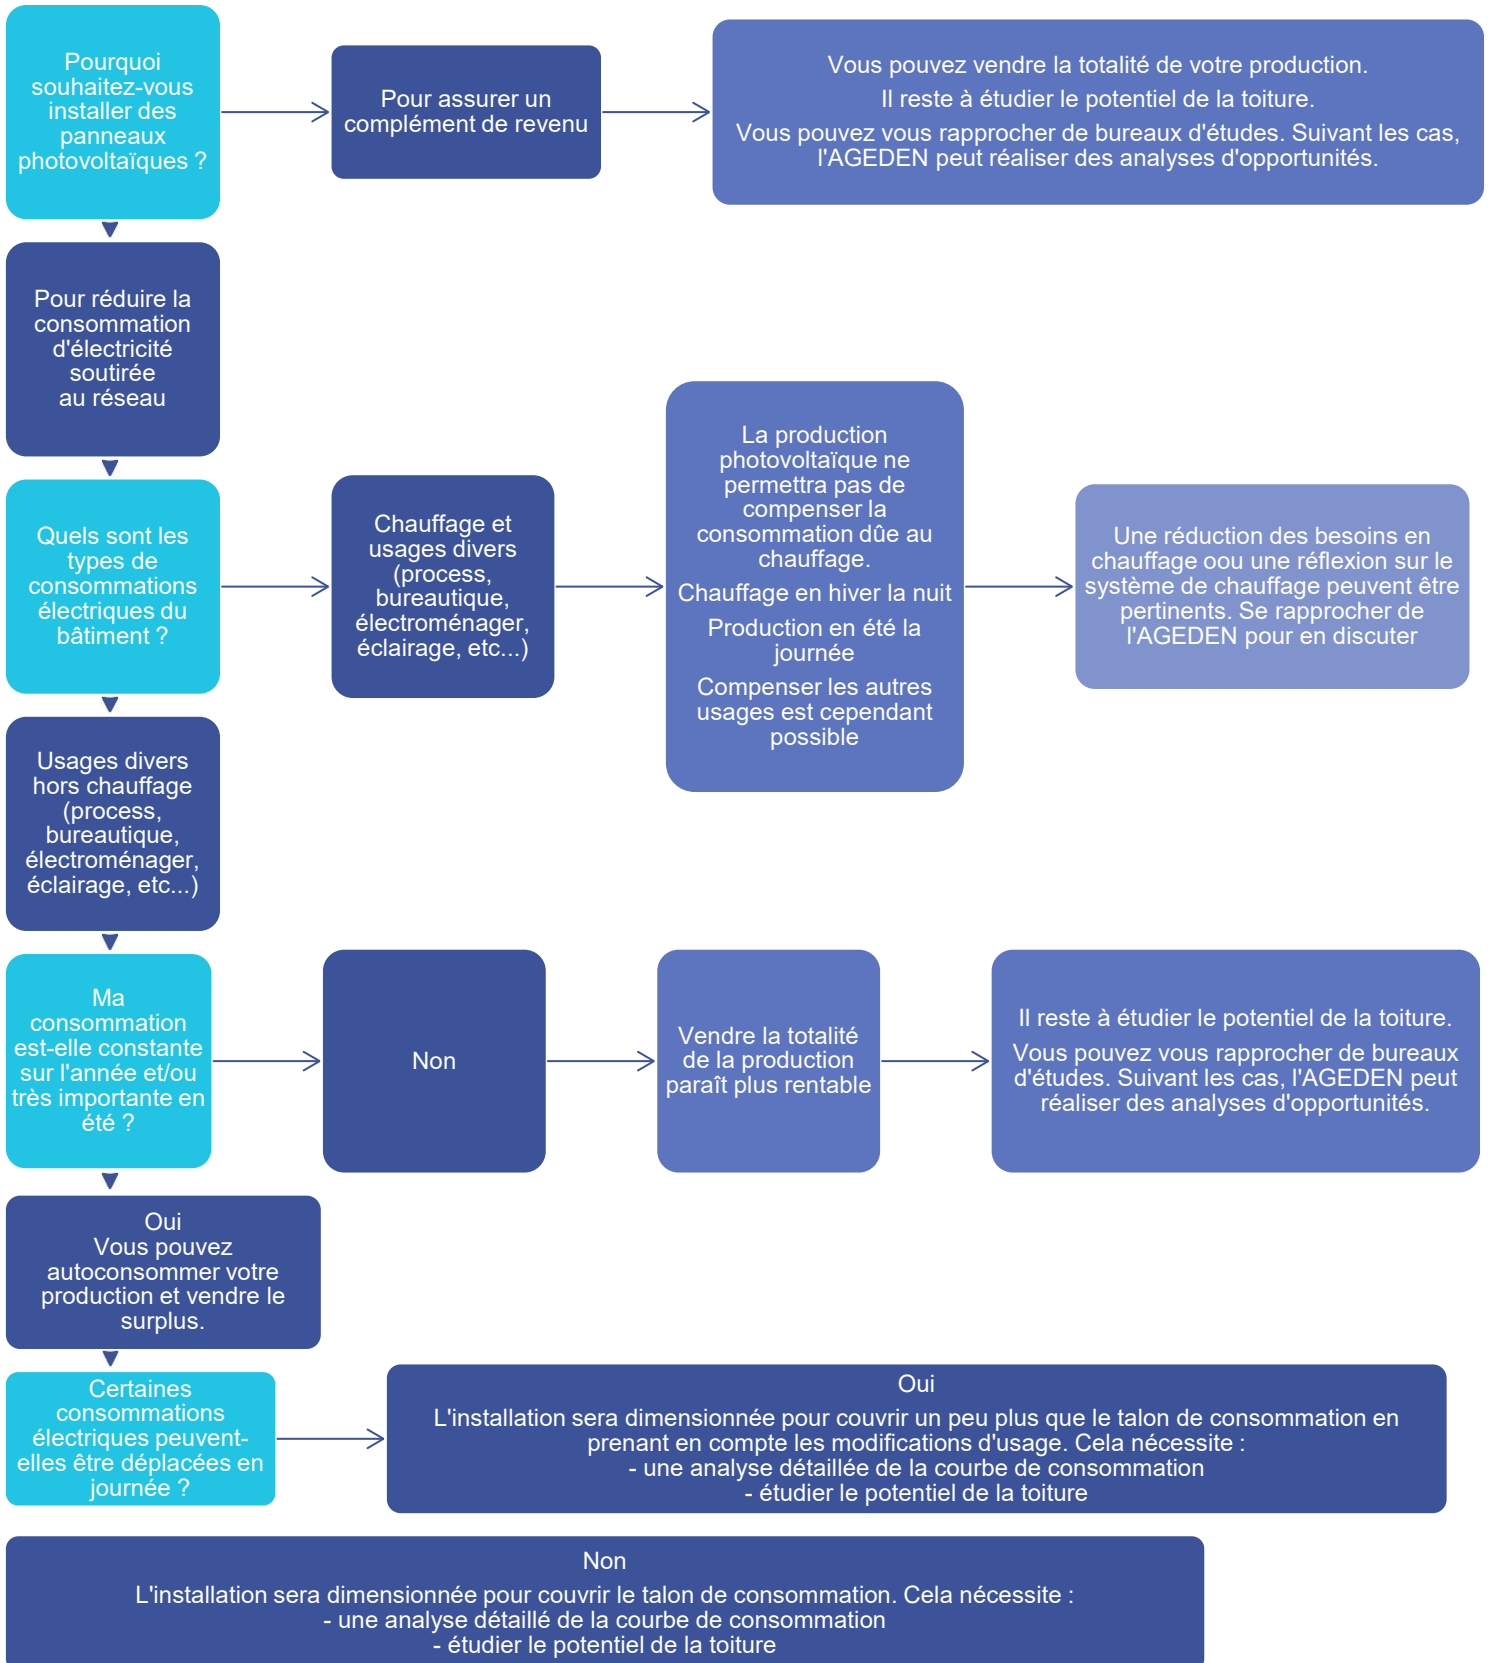 Pourquoi
souhaitez-vous
installer des
panneaux
photovoltaïques ?
Pour assurer un
complément de revenu
Vous pouvez vendre la totalité de votre production.
Il reste à étudier le potentiel de la toiture.
Vous pouvez vous rapprocher de bureaux d'études. Suivant les cas,
l'AGEDEN peut réaliser des analyses d'opportunités.
Pour réduire la
consommation
d'électricité
soutirée
au réseau
Quels sont les
types de
consommations
électriques du
bâtiment ?
Chauffage et
usages divers
(process,
bureautique,
électroménager,
éclairage, etc...)
La production
photovoltaïque ne
permettra pas de
compenser la
consommation dûe au
chauffage.
Chauffage en hiver la nuit
Production en été la
journée
Compenser les autres
usages est cependant
possible
Une réduction des besoins en
chauffage oou une réflexion sur le
système de chauffage peuvent être
pertinents. Se rapprocher de
l'AGEDEN pour en discuter
Usages divers
hors chauffage
(process,
bureautique,
électroménager,
éclairage, etc...)
Ma
consommation
est-elle constante
sur l'année et/ou
très importante en
été ?
Non
Vendre la totalité
de la production
paraît plus rentable
Il reste à étudier le potentiel de la toiture.
Vous pouvez vous rapprocher de bureaux
d'études. Suivant les cas, l'AGEDEN peut
réaliser des analyses d'opportunités.
Oui
Vous pouvez
autoconsommer votre
production et vendre le
surplus.
Certaines
consommations
électriques peuvent-
elles être déplacées en
journée ?
Oui
L'installation sera dimensionnée pour couvrir un peu plus que le talon de consommation en
prenant en compte les modifications d'usage. Cela nécessite :
- une analyse détaillée de la courbe de consommation
- étudier le potentiel de la toiture
Non
L'installation sera dimensionnée pour couvrir le talon de consommation. Cela nécessite :
- une analyse détaillé de la courbe de consommation
- étudier le potentiel de la toiture